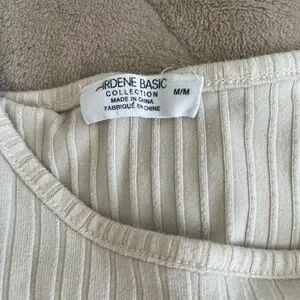 ARDENE BASIC
COLLECTION
M/M
MADE IN CHINA
FABRIQUÉ EN CHINE